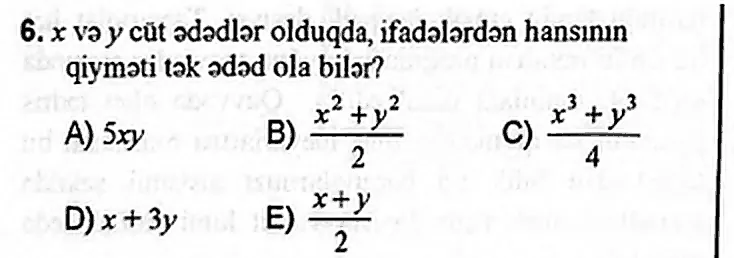 6. x və y cüt ədədlər olduqda, ifadələrdən hansının
qiyməti tək ədəd ola bilər?
A) 5xy B) (x² + y²)/2 C) (x³ + y³)/4
D) x + 3y E) (x + y)/2